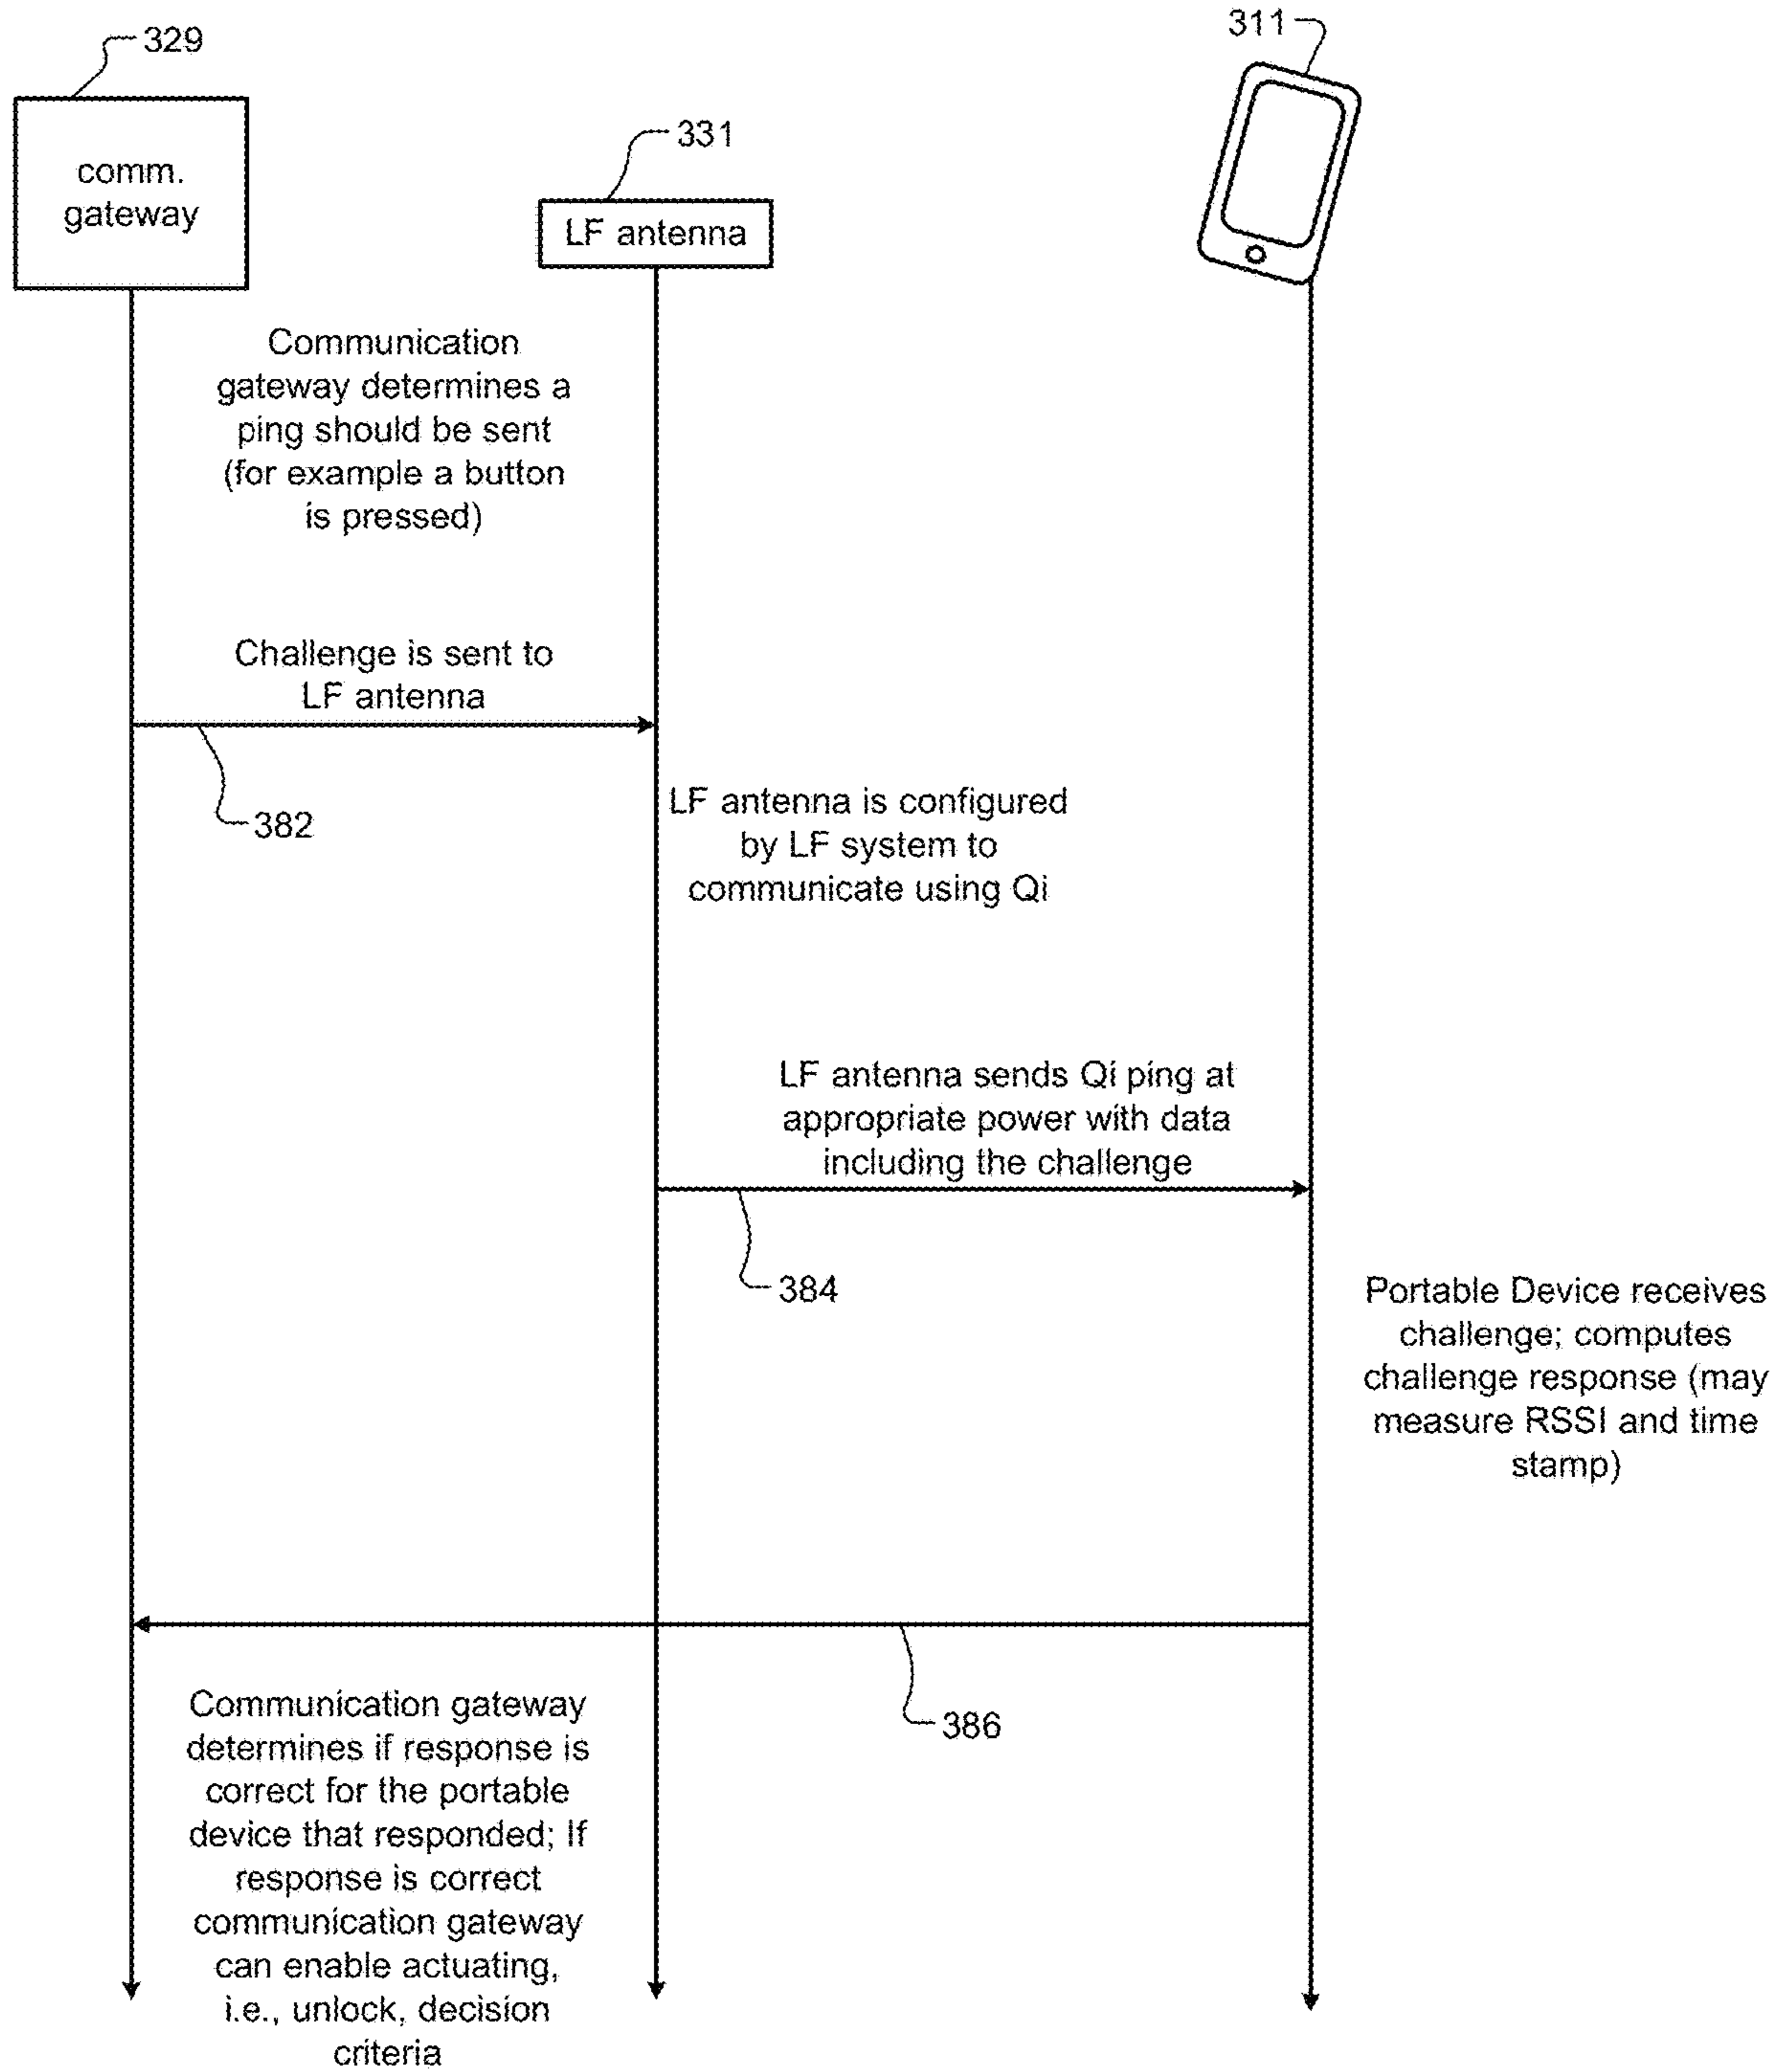 329
311
331
comm.
gateway
LF antenna
Communication
gateway determines a
ping should be sent
(for example a button
is pressed)
Challenge is sent to
LF antenna
382
LF antenna is configured
by LF system to
communicate using Qi
LF antenna sends Qi ping at
appropriate power with data
including the challenge
384
Portable Device receives
challenge; computes
challenge response (may
measure RSSI and time
stamp)
386
Communication gateway
determines if response is
correct for the portable
device that responded; If
response is correct
communication gateway
can enable actuating,
i.e., unlock, decision
criteria